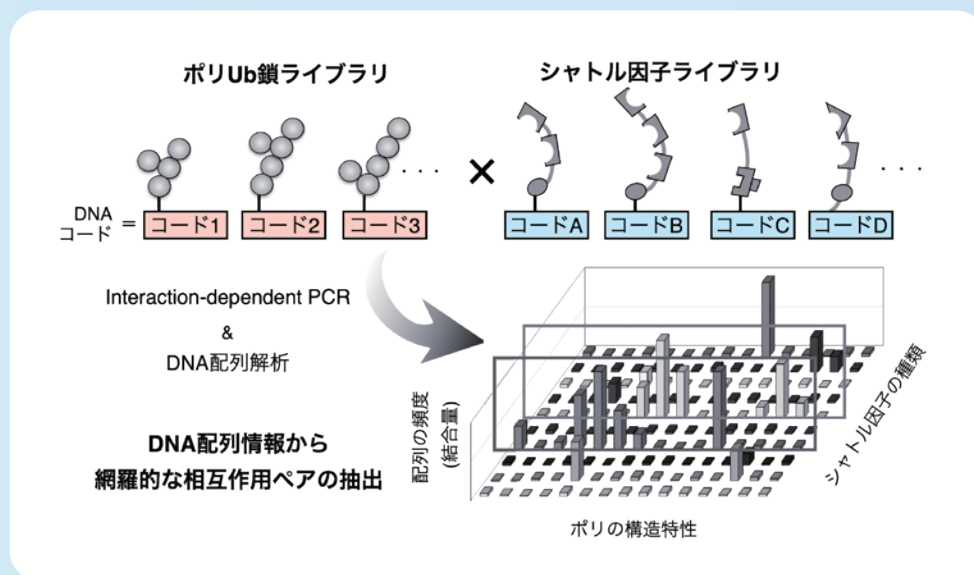 ポリUb鎖ライブラリ
シャトル因子ライブラリ
・・・
×
・・・
DNA
コード
=
コード1
コード2
コード3
コードA
コードB
コードC
コードD
Interaction-dependent PCR
&
DNA配列解析
DNA配列情報から
網羅的な相互作用ペアの抽出
配列の頻度
(結合量)
シャトル因子の種類
ポリの構造特性